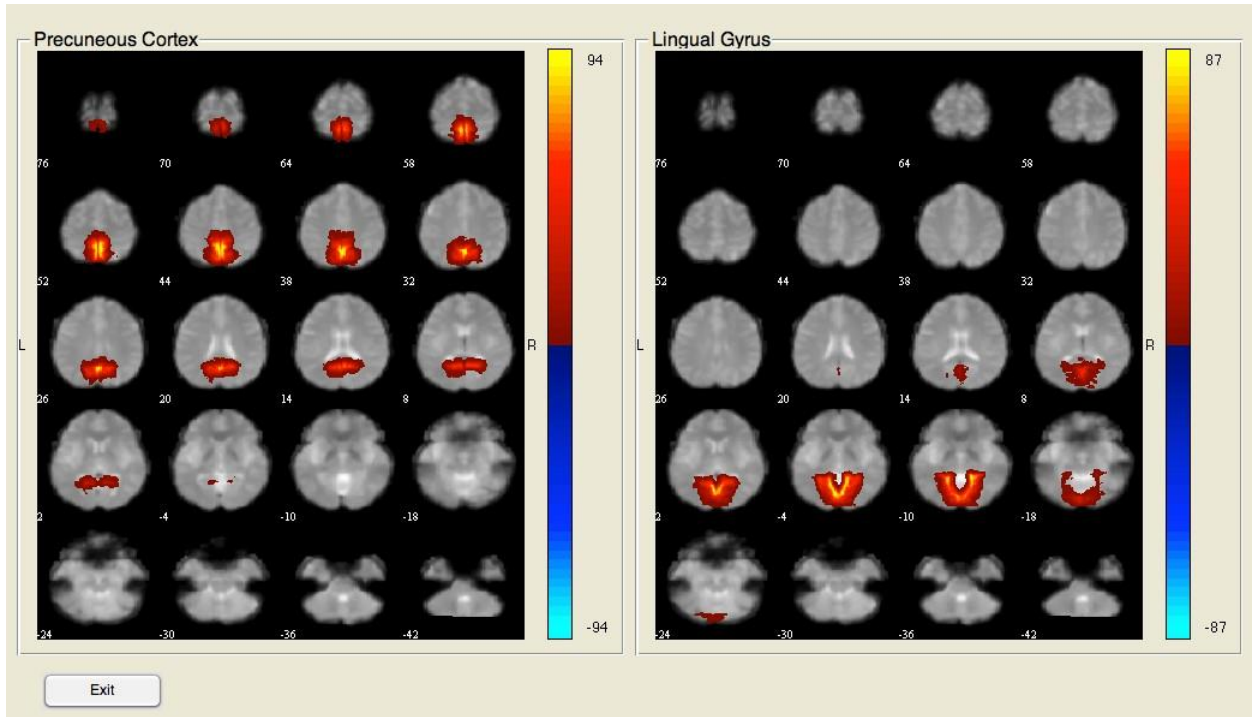 Precuneous Cortex
94
76 70 64 58
52 44 38 32
L R
26 20 14 8
2 -4 -10 -18
-24 -30 -36 -42
-94
Lingual Gyrus
87
76 70 64 58
52 44 38 32
L R
26 20 14 8
2 -4 -10 -18
-24 -30 -36 -42
-87
Exit